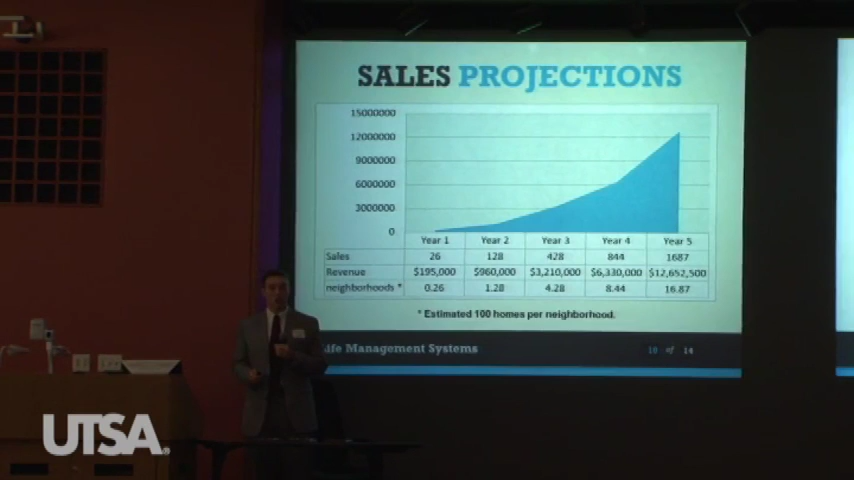 SALES PROJECTIONS
15000000
12000000
9000000
6000000
3000000
0
Year 1 Year 2 Year 3 Year 4 Year 5
Sales 26 128 428 844 1687
Revenue $195,000 $960,000 $3,210,000 $6,330,000 $12,652,500
neighborhoods * 0.26 1.28 4.28 8.44 16.87
* Estimated 100 homes per neighborhood.
Life Management Systems 10 of 14
UTSA®